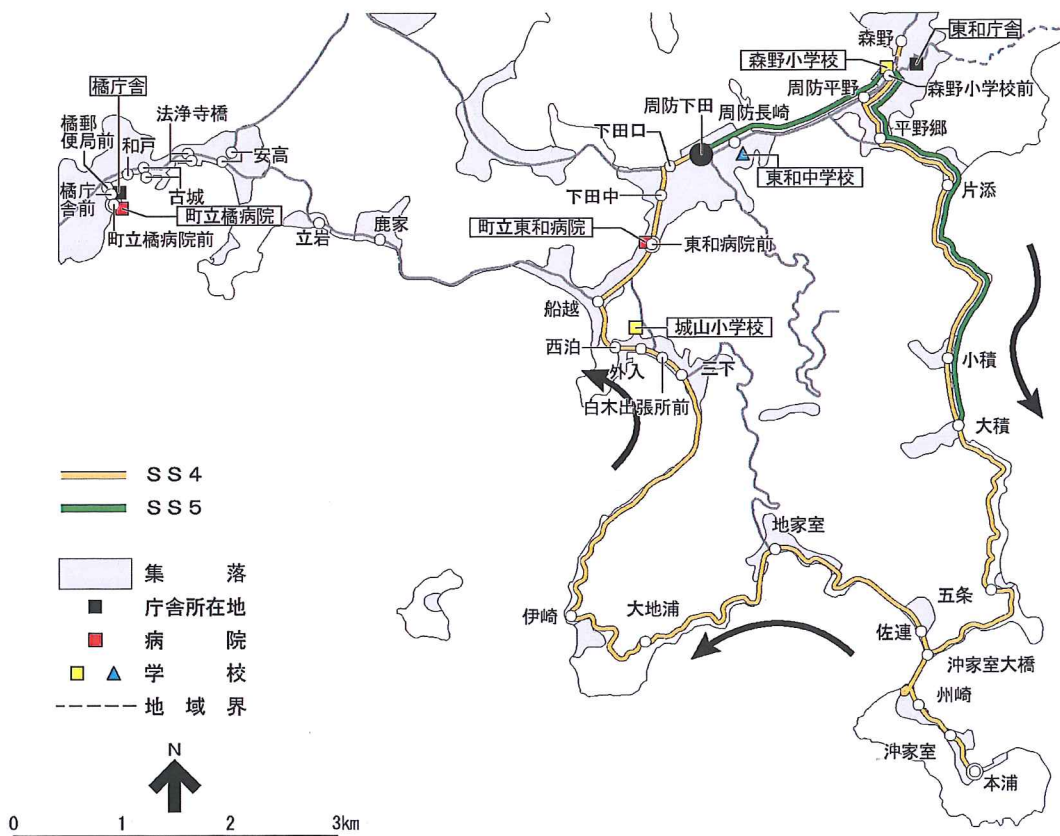 森野
東和庁舎
森野小学校
周防平野
森野小学校前
橘庁舎
法浄寺橋
周防下田
周防長崎
平野郷
橘郵
便局前
和戸
安高
下田口
東和中学校
片添
橘庁
舎前
古城
下田中
町立橘病院
町立橘病院前
立岩
鹿家
町立東和病院
東和病院前
船越
城山小学校
西泊
外入
三下
白木出張所前
小積
大積
SS4
SS5
集落
庁舎所在地
病院
学校
地域界
N
0 1 2 3km
地家室
五条
伊崎
大地浦
佐連
沖家室大橋
州崎
沖家室
本浦